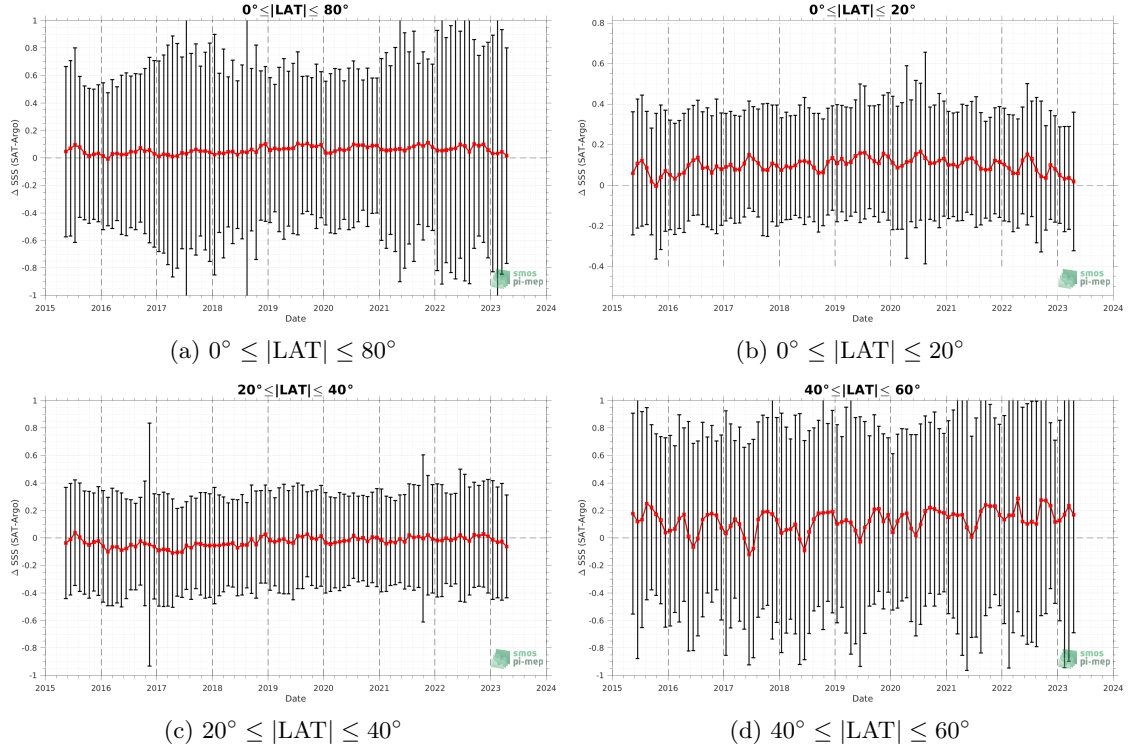 0°≤|LAT|≤ 80°
1
0.8
0.6
0.4
0.2
0
-0.2
-0.4
-0.6
-0.8
-1
Δ SSS (SAT-Argo)
2015 2016 2017 2018 2019 2020 2021 2022 2023 2024
Date
smos
pi-mep
(a) 0° ≤ |LAT| ≤ 80°
0°≤|LAT|≤ 20°
0.8
0.6
0.4
0.2
0
-0.2
-0.4
Δ SSS (SAT-Argo)
2015 2016 2017 2018 2019 2020 2021 2022 2023 2024
Date
smos
pi-mep
(b) 0° ≤ |LAT| ≤ 20°
20°≤|LAT|≤ 40°
1
0.8
0.6
0.4
0.2
0
-0.2
-0.4
-0.6
-0.8
-1
Δ SSS (SAT-Argo)
2015 2016 2017 2018 2019 2020 2021 2022 2023 2024
Date
smos
pi-mep
(c) 20° ≤ |LAT| ≤ 40°
40°≤|LAT|≤ 60°
1
0.8
0.6
0.4
0.2
0
-0.2
-0.4
-0.6
-0.8
-1
Δ SSS (SAT-Argo)
2015 2016 2017 2018 2019 2020 2021 2022 2023 2024
Date
smos
pi-mep
(d) 40° ≤ |LAT| ≤ 60°